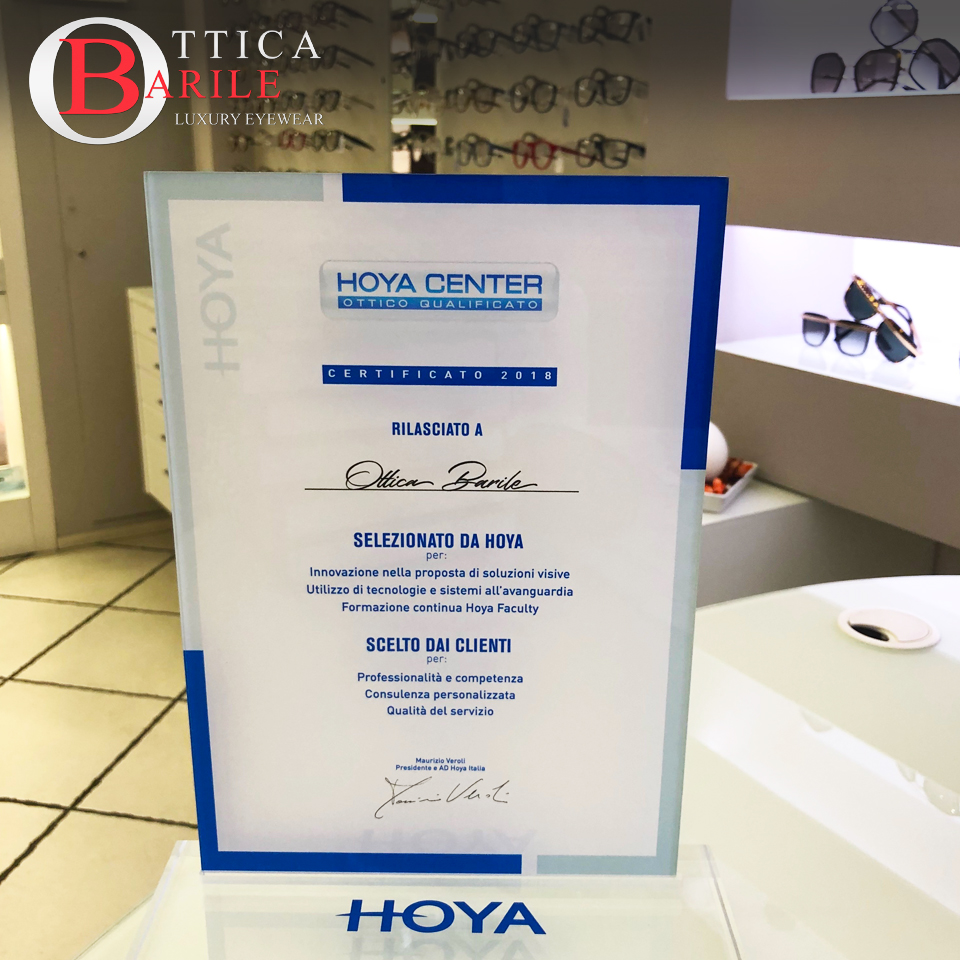 OTTICA
BARILE
LUXURY EYEWEAR
HOYA
HOYA CENTER
OTTICO QUALIFICATO
CERTIFICATO 2018
RILASCIATO A
Ottica Barile
SELEZIONATO DA HOYA
per:
Innovazione nella proposta di soluzioni visive
Utilizzo di tecnologie e sistemi all'avanguardia
Formazione continua Hoya Faculty
SCELTO DAI CLIENTI
per:
Professionalità e competenza
Consulenza personalizzata
Qualità del servizio
Maurizio Veroli
Presidente e AD Hoya Italia
HOYA